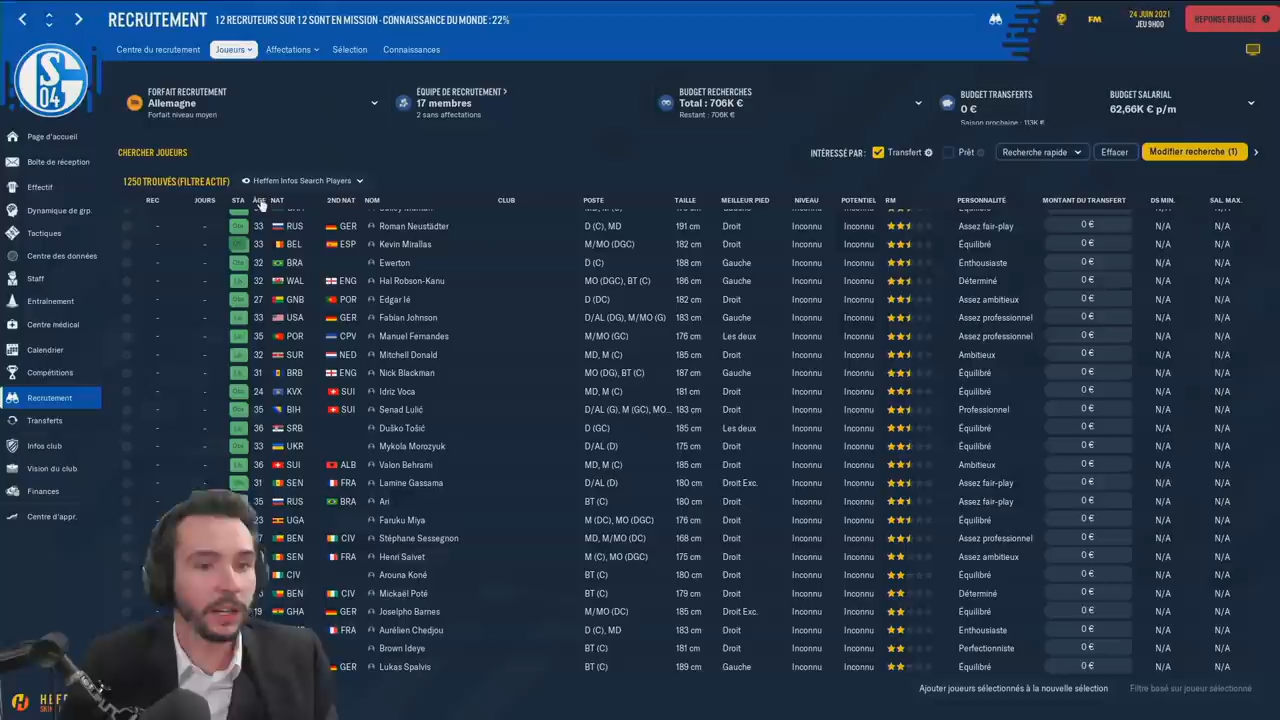 RECRUTEMENT 12 RECRUTEURS SUR 12 SONT EN MISSION - CONNAISSANCE DU MONDE : 22%
FM
24 JUIN 2021
JEU 9H00
RÉPONSE REQUISE
Centre du recrutement Joueurs Affectations Sélection Connaissances
FORFAIT RECRUTEMENT
Allemagne
Forfait niveau moyen
ÉQUIPE DE RECRUTEMENT >
17 membres
2 sans affectations
BUDGET RECHERCHES
Total : 706K €
Restant : 706K €
BUDGET TRANSFERTS
0 €
Saison prochaine : 113K €
BUDGET SALARIAL
62,66K € p/m
S04
Page d'accueil
Boîte de réception
Effectif
Dynamique de grp.
Tactiques
Centre des données
Staff
Entraînement
Centre médical
Calendrier
Compétitions
Recrutement
Transferts
Infos club
Vision du club
Finances
Centre d'appr.
CHERCHER JOUEURS
INTÉRESSÉ PAR : Transfert Prêt Recherche rapide Effacer Modifier recherche (1)
1250 TROUVÉS (FILTRE ACTIF) Heffem Infos Search Players
REC JOURS STA ÂGE NAT 2ND NAT NOM CLUB POSTE TAILLE MEILLEUR PIED NIVEAU POTENTIEL RM PERSONNALITÉ MONTANT DU TRANSFERT DS MIN. SAL. MAX.
- - 33 RUS GER Roman Neustädter D (C), MD 191 cm Droit Inconnu Inconnu Assez fair-play 0 € N/A N/A
- - 33 BEL ESP Kevin Mirallas M/MO (DGC) 182 cm Droit Inconnu Inconnu Équilibré 0 € N/A N/A
- - 32 BRA Ewerton D (C) 188 cm Gauche Inconnu Inconnu Enthousiaste 0 € N/A N/A
- - 32 WAL ENG Hal Robson-Kanu MO (DGC), BT (C) 186 cm Gauche Inconnu Inconnu Déterminé 0 € N/A N/A
- - 27 GNB POR Edgar Ié D (DC) 182 cm Droit Inconnu Inconnu Assez ambitieux 0 € N/A N/A
- - 33 USA GER Fabian Johnson D/AL (DG), M/MO (G) 183 cm Gauche Inconnu Inconnu Assez professionnel 0 € N/A N/A
- - 35 POR CPV Manuel Fernandes M/MO (GC) 176 cm Les deux Inconnu Inconnu Assez professionnel 0 € N/A N/A
- - 32 SUR NED Mitchell Donald MD, M (C) 185 cm Droit Inconnu Inconnu Ambitieux 0 € N/A N/A
- - 31 BRB ENG Nick Blackman MO (DG), BT (C) 187 cm Gauche Inconnu Inconnu Équilibré 0 € N/A N/A
- - 24 KVX SUI Idriz Voca MD, M (C) 181 cm Droit Inconnu Inconnu Équilibré 0 € N/A N/A
- - 35 BIH SUI Senad Lulić D/AL (G), M (GC), MO... 183 cm Droit Inconnu Inconnu Professionnel 0 € N/A N/A
- - 36 SRB Duško Tošić D (GC) 185 cm Les deux Inconnu Inconnu Équilibré 0 € N/A N/A
- - 33 UKR Mykola Morozyuk D/AL (D) 175 cm Droit Inconnu Inconnu Équilibré 0 € N/A N/A
- - 36 SUI ALB Valon Behrami MD, M (C) 185 cm Droit Inconnu Inconnu Ambitieux 0 € N/A N/A
- - 31 SEN FRA Lamine Gassama D/AL (D) 180 cm Droit Exc. Inconnu Inconnu Assez fair-play 0 € N/A N/A
- - 35 RUS BRA Ari BT (C) 180 cm Droit Inconnu Inconnu Assez fair-play 0 € N/A N/A
- - 23 UGA Faruku Miya M (DC), MO (DGC) 176 cm Droit Inconnu Inconnu Équilibré 0 € N/A N/A
- - BEN CIV Stéphane Sessegnon MD, M/MO (DC) 168 cm Droit Inconnu Inconnu Assez professionnel 0 € N/A N/A
- SEN FRA Henri Saivet M (C), MO (DGC) 175 cm Droit Inconnu Inconnu Assez ambitieux 0 € N/A N/A
CIV Arouna Koné BT (C) 180 cm Droit Inconnu Inconnu Équilibré 0 € N/A N/A
BEN CIV Mickaël Poté BT (C) 179 cm Droit Inconnu Inconnu Déterminé 0 € N/A N/A
19 GHA GER Joselpho Barnes M/MO (DC) 185 cm Droit Exc. Inconnu Inconnu Équilibré 0 € N/A N/A
FRA Aurélien Chedjou D (C), MD 183 cm Droit Inconnu Inconnu Enthousiaste 0 € N/A N/A
Brown Ideye BT (C) 181 cm Droit Inconnu Inconnu Perfectionniste 0 € N/A N/A
GER Lukas Spalvis BT (C) 189 cm Gauche Inconnu Inconnu Équilibré 0 € N/A N/A
Ajouter joueurs sélectionnés à la nouvelle sélection Filtre basé sur joueur sélectionné